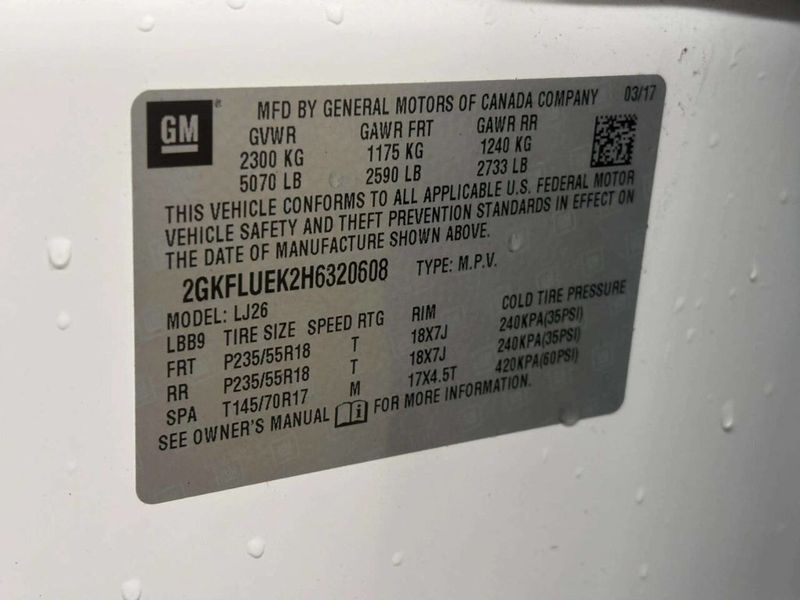 GM ® MFD BY GENERAL MOTORS OF CANADA COMPANY 03/17
GVWR GAWR FRT GAWR RR
2300 KG 1175 KG 1240 KG
5070 LB 2590 LB 2733 LB
THIS VEHICLE CONFORMS TO ALL APPLICABLE U.S. FEDERAL MOTOR
VEHICLE SAFETY AND THEFT PREVENTION STANDARDS IN EFFECT ON
THE DATE OF MANUFACTURE SHOWN ABOVE.
2GKFLUEK2H6320608 TYPE: M.P.V.
MODEL: LJ26
LBB9 TIRE SIZE SPEED RTG RIM COLD TIRE PRESSURE
FRT P235/55R18 T 18X7J 240KPA(35PSI)
RR P235/55R18 T 18X7J 240KPA(35PSI)
SPA T145/70R17 M 17X4.5T 420KPA(60PSI)
SEE OWNER'S MANUAL i FOR MORE INFORMATION.